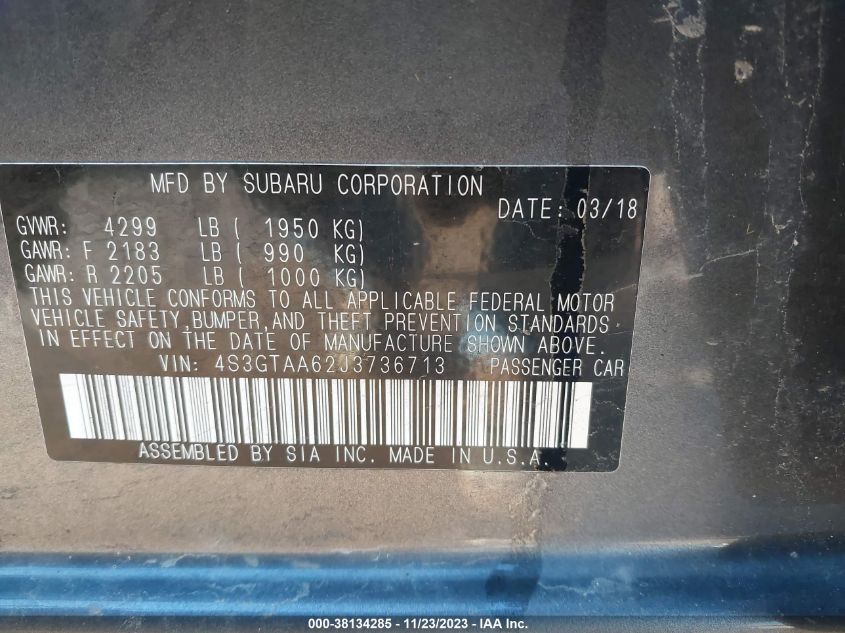 MFD BY SUBARU CORPORATION
DATE: 03/18
GVWR: 4299 LB ( 1950 KG)
GAWR: F 2183 LB ( 990 KG)
GAWR: R 2205 LB ( 1000 KG)
THIS VEHICLE CONFORMS TO ALL APPLICABLE FEDERAL MOTOR
VEHICLE SAFETY,BUMPER,AND THEFT PREVENTION STANDARDS
IN EFFECT ON THE DATE OF MANUFACTURE SHOWN ABOVE.
VIN: 4S3GTAA62J3736713 PASSENGER CAR
ASSEMBLED BY SIA INC. MADE IN U.S.A.
000-38134285 - 11/23/2023 - IAA Inc.